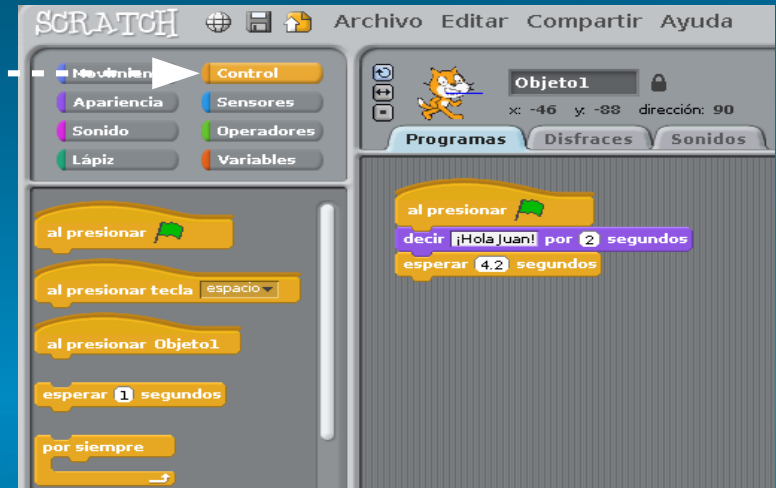 SCRATCH Archivo Editar Compartir Ayuda
Control
Apariencia Sensores
Sonido Operadores
Lápiz Variables
Objeto1
x: -46 y: -88 dirección: 90
Programas Disfraces Sonidos
al presionar
al presionar tecla espacio
al presionar Objeto1
esperar 1 segundos
por siempre
al presionar
decir ¡Hola Juan! por 2 segundos
esperar 4.2 segundos